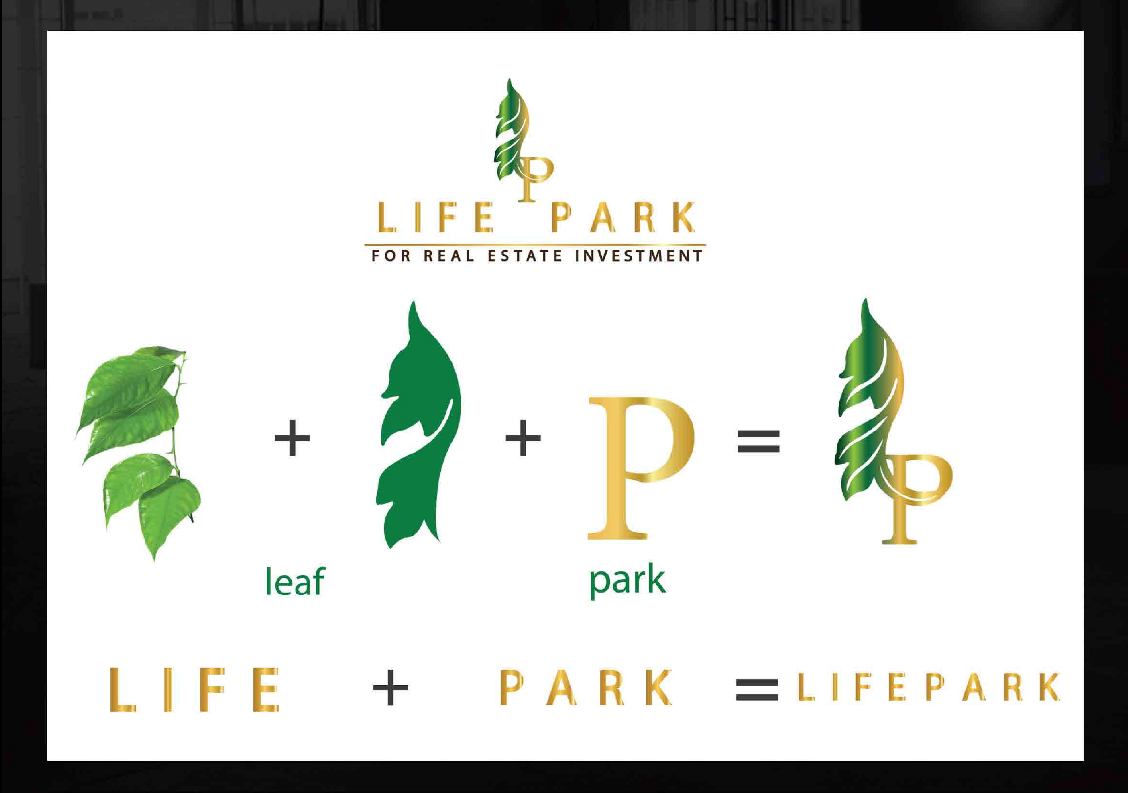 P
LIFE PARK
FOR REAL ESTATE INVESTMENT
+ + P = P
leaf park
LIFE + PARK = LIFEPARK